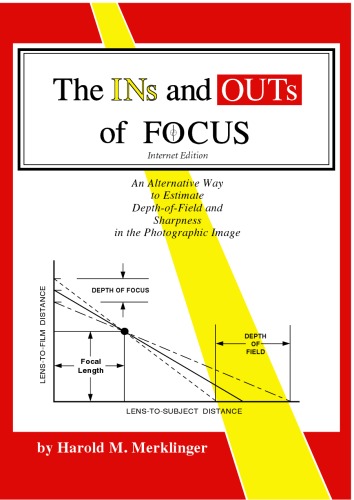 The INs and OUTs
of FOCUS
Internet Edition
An Alternative Way
to Estimate
Depth-of-Field and
Sharpness
in the Photographic Image
LENS-TO-FILM DISTANCE
DEPTH OF FOCUS
DEPTH
OF
FIELD
Focal
Length
LENS-TO-SUBJECT DISTANCE
by Harold M. Merklinger